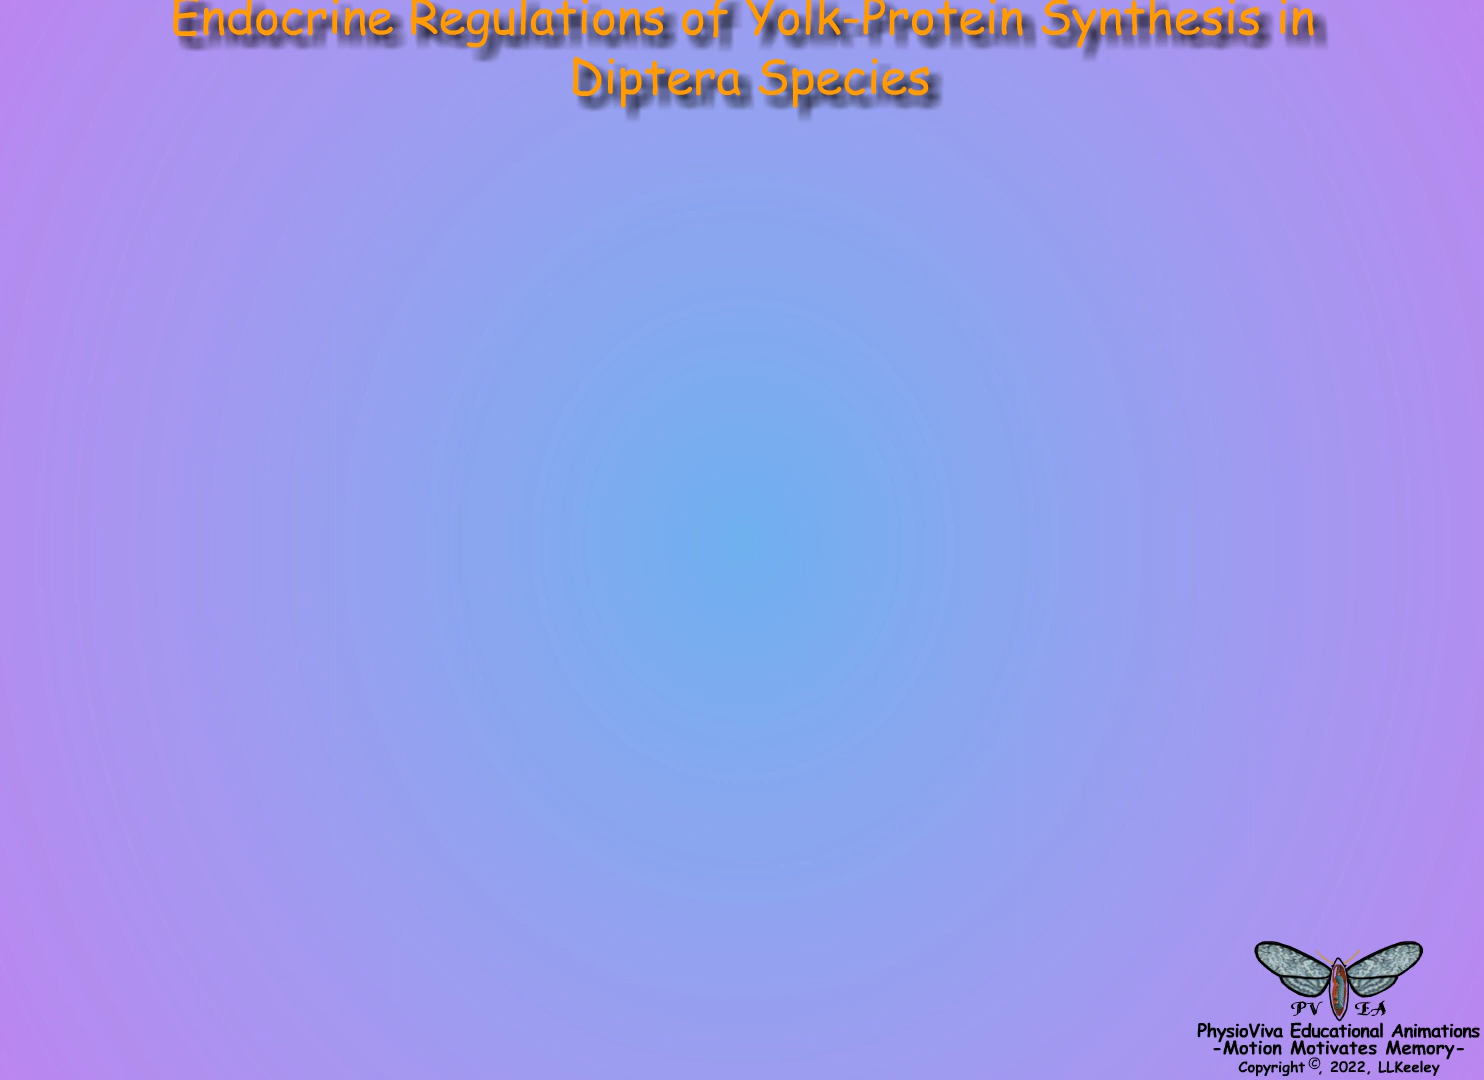 Endocrine Regulations of Yolk-Protein Synthesis in
Diptera Species
PV EA
PhysioViva Educational Animations
-Motion Motivates Memory-
Copyright ©, 2022, LLKeeley